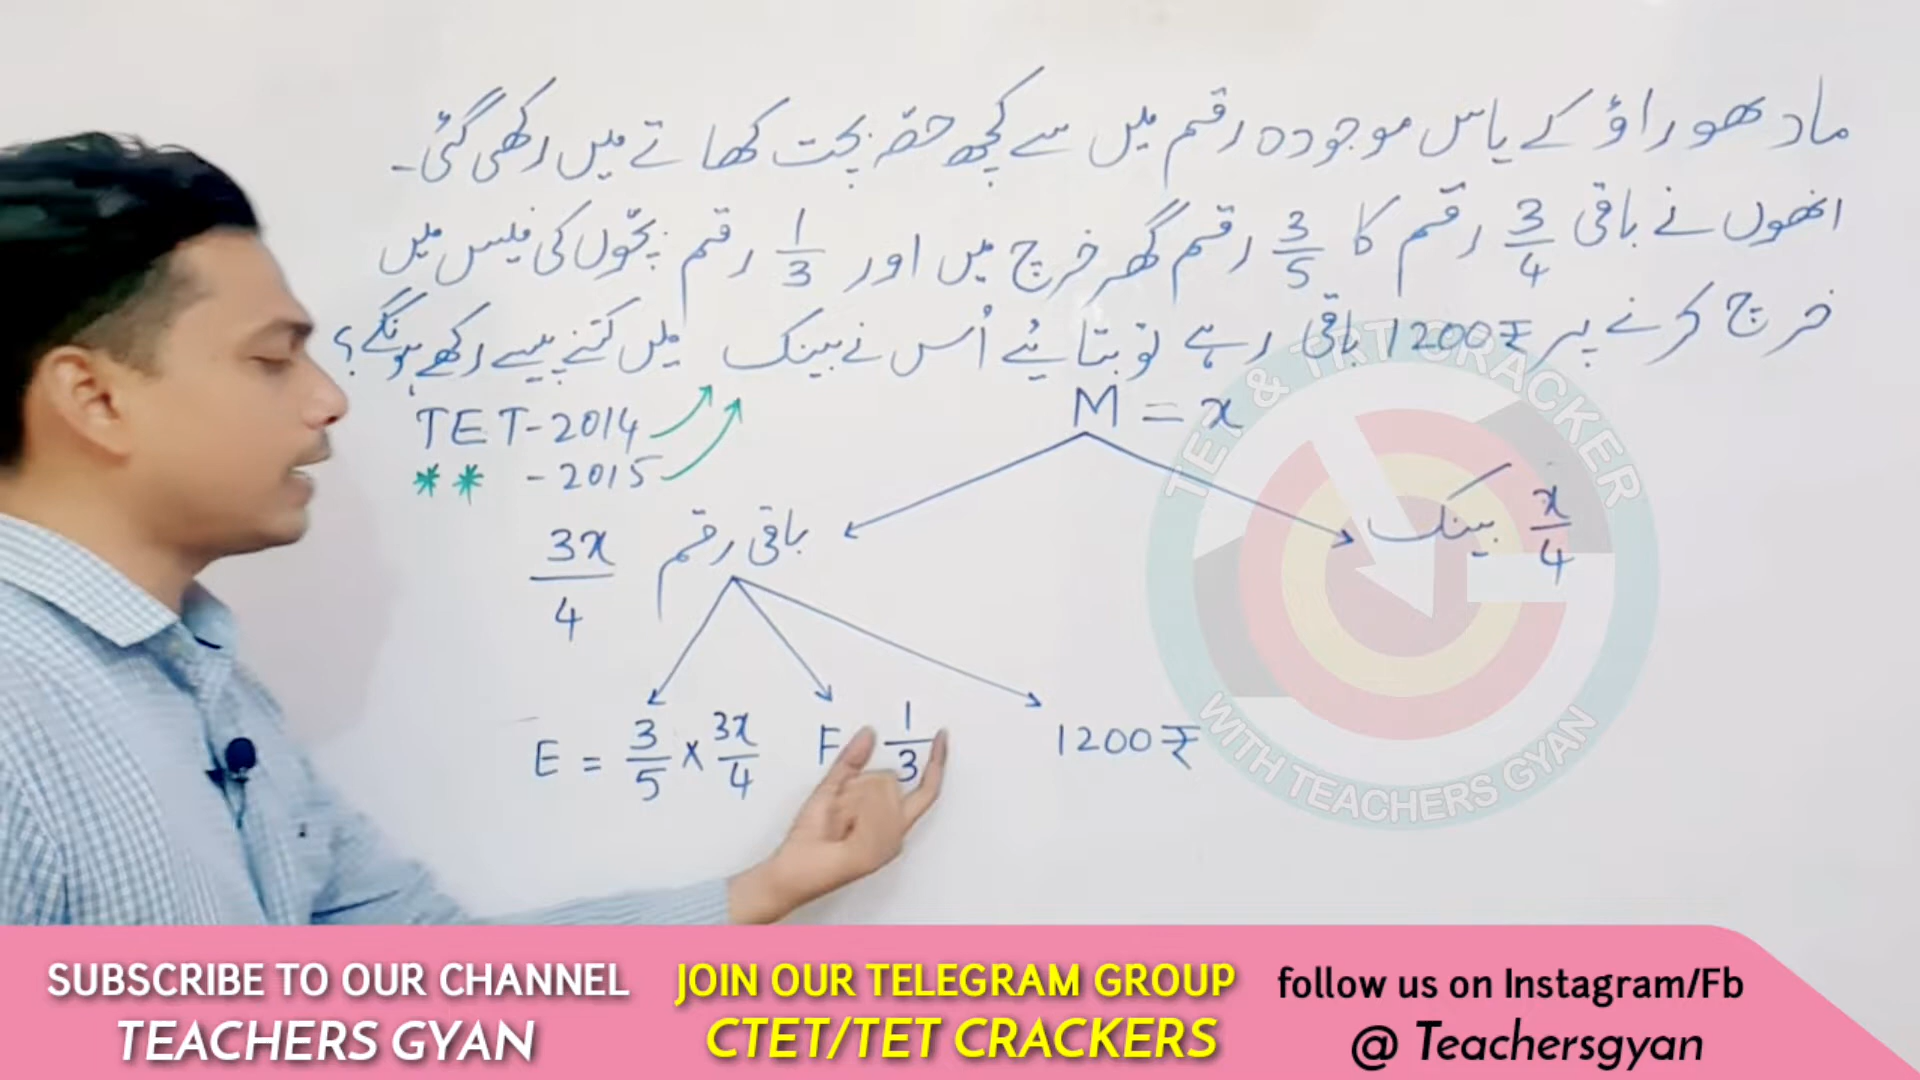 مادھوراؤ کے پاس موجودہ رقم میں سے کچھ حصّہ بچت کھاتے میں رکھی گئی۔
انھوں نے باقی 3/4 رقم کا 3/5 رقم گھر خرچ میں اور 1/3 رقم بچّوں کی فیس میں
خرچ کرنے پر 1200₹ باقی رہے تو بتائیے اُس نے بینک میں کتنے پیسے رکھے ہونگے؟
TET-2014
** -2015
M = x
3x/4 باقی رقم
بینک x/4
E = 3/5 × 3x/4
F 1/3
1200₹
TET & TRT CRACKER
WITH TEACHERS GYAN
SUBSCRIBE TO OUR CHANNEL
TEACHERS GYAN
JOIN OUR TELEGRAM GROUP
CTET/TET CRACKERS
follow us on Instagram/Fb
@ Teachersgyan